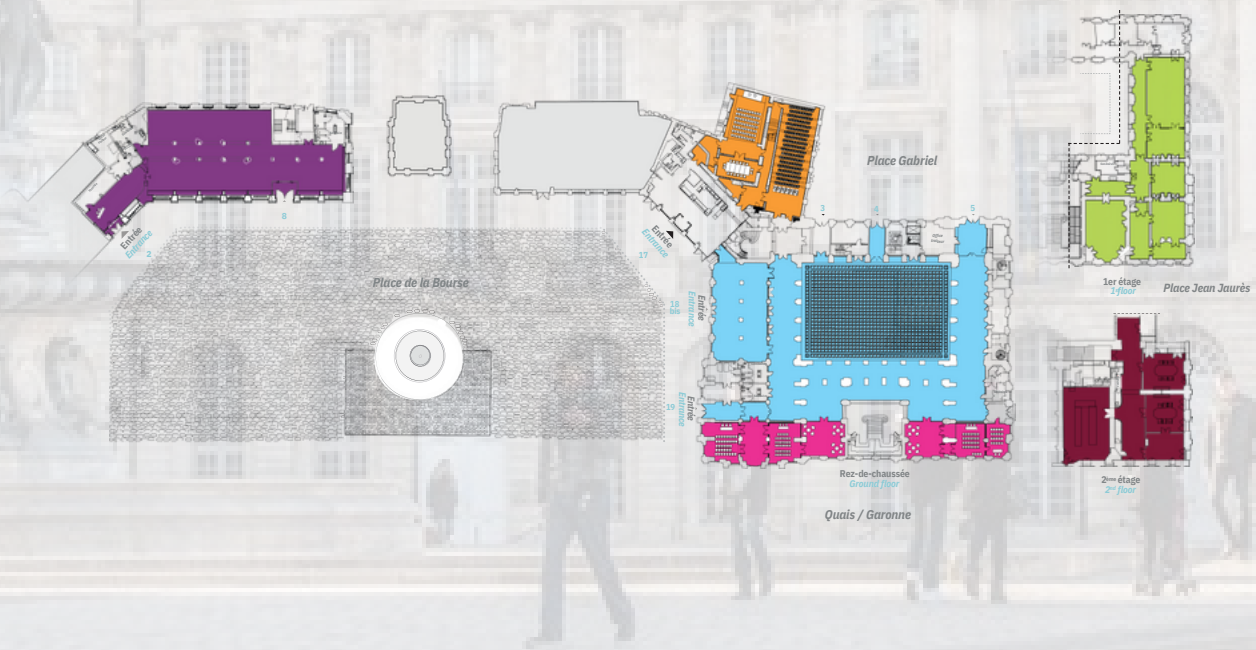 Place Gabriel
3
4
5
8
Entrée
Entrance
2
Entrée
Entrance
17
Place de la Bourse
18
bis
Entrée
Entrance
19
Entrée
Entrance
1er étage
Place Jean Jaurès
2ème étage
2nd floor
Rez-de-chaussée
Ground floor
Quais / Garonne